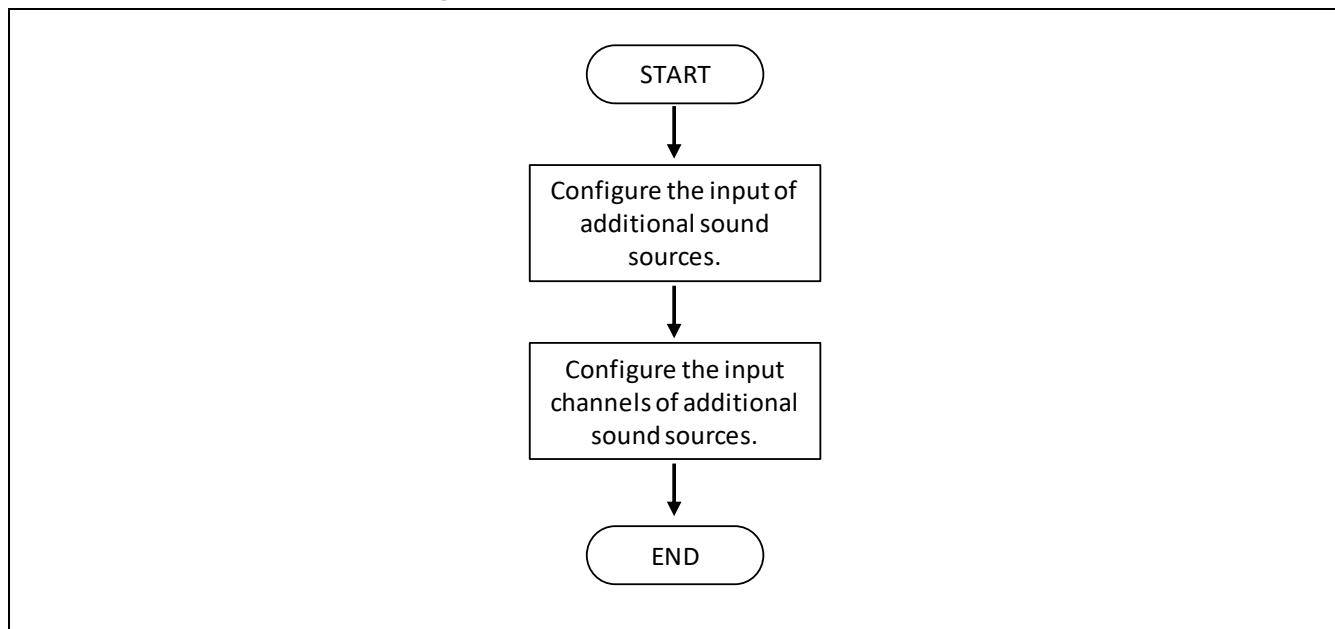 START
Configure the input of
additional sound
sources.
Configure the input
channels of additional
sound sources.
END